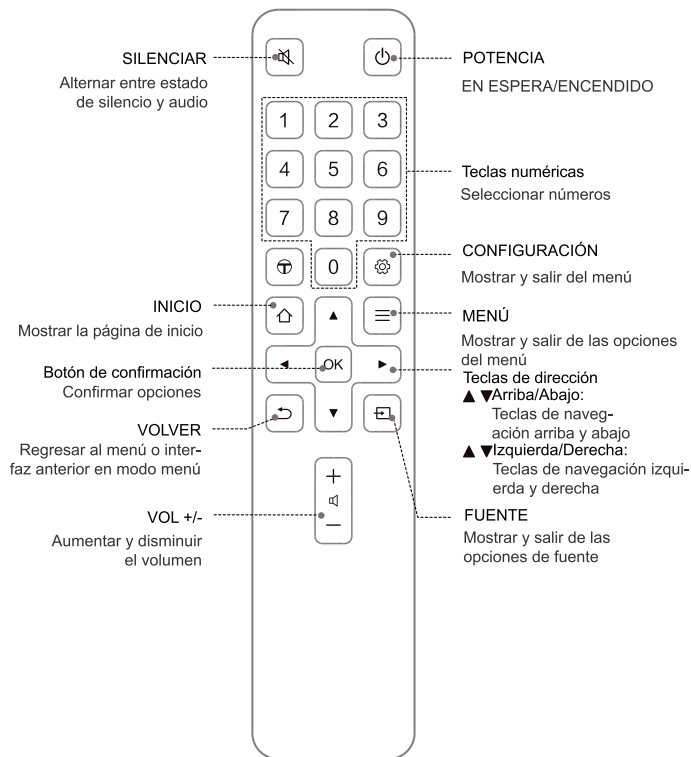 SILENCIAR
Alternar entre estado
de silencio y audio
POTENCIA
EN ESPERA/ENCENDIDO
1 2 3
4 5 6
7 8 9
0
Teclas numéricas
Seleccionar números
CONFIGURACIÓN
Mostrar y salir del menú
INICIO
Mostrar la página de inicio
MENÚ
Mostrar y salir de las opciones
del menú
Botón de confirmación
Confirmar opciones
OK
Teclas de dirección
▲ ▼Arriba/Abajo:
Teclas de naveg-
ación arriba y abajo
▲ ▼Izquierda/Derecha:
Teclas de navegación izqui-
erda y derecha
VOLVER
Regresar al menú o inter-
faz anterior en modo menú
VOL +/-
Aumentar y disminuir
el volumen
+
−
FUENTE
Mostrar y salir de las
opciones de fuente